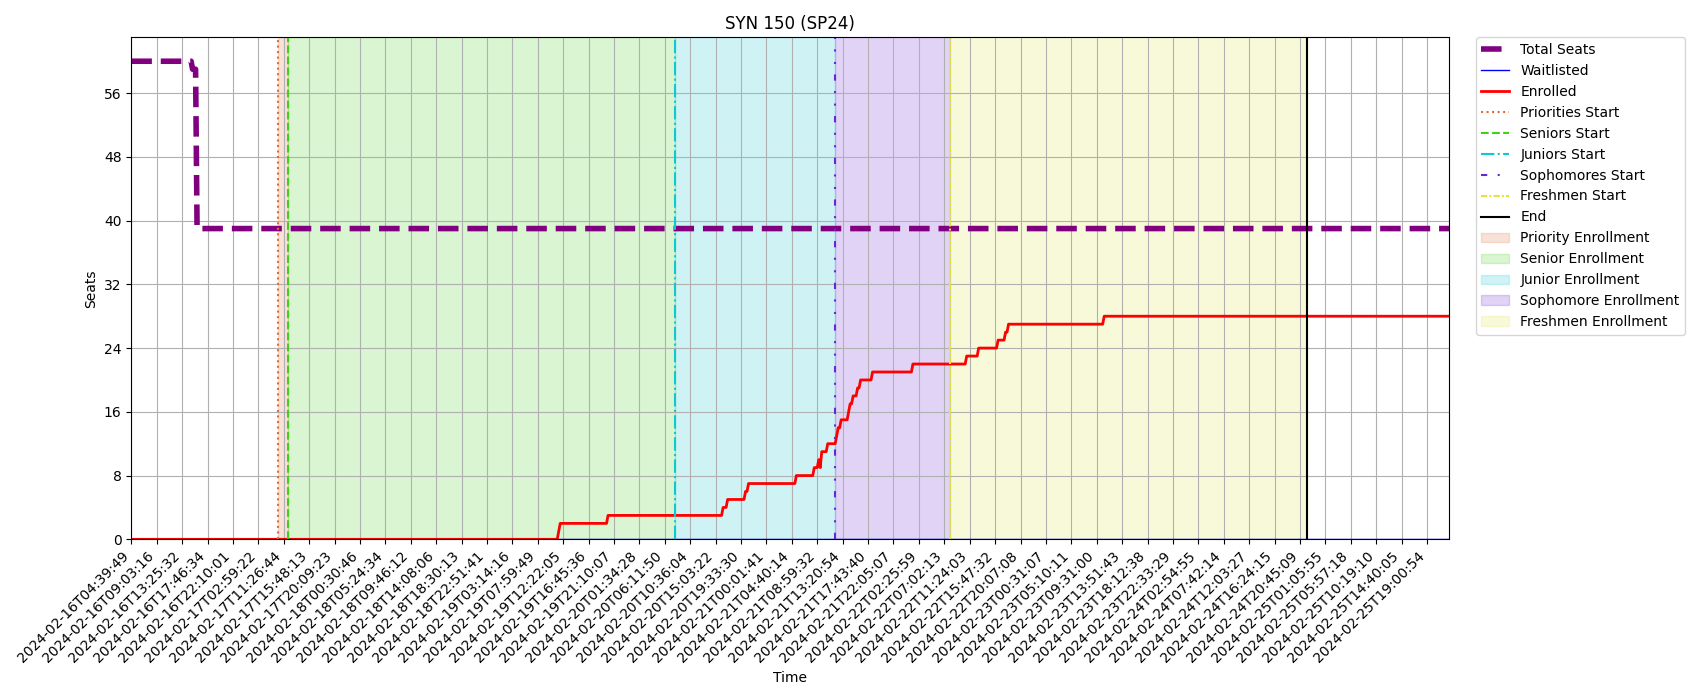 SYN 150 (SP24)
Total Seats
Waitlisted
Enrolled
Priorities Start
Seniors Start
Juniors Start
Sophomores Start
Freshmen Start
End
Priority Enrollment
Senior Enrollment
Junior Enrollment
Sophomore Enrollment
Freshmen Enrollment
Seats
56
48
40
32
24
16
8
0
2024-02-16T04:39:49
2024-02-16T09:03:16
2024-02-16T13:25:32
2024-02-16T17:46:34
2024-02-16T22:10:01
2024-02-17T02:59:22
2024-02-17T11:26:44
2024-02-17T15:48:13
2024-02-17T20:09:23
2024-02-18T00:30:46
2024-02-18T05:24:34
2024-02-18T09:46:12
2024-02-18T14:08:06
2024-02-18T18:30:13
2024-02-18T22:51:41
2024-02-19T03:14:16
2024-02-19T07:59:49
2024-02-19T12:22:05
2024-02-19T16:45:36
2024-02-19T21:10:07
2024-02-20T01:34:28
2024-02-20T06:11:50
2024-02-20T10:36:04
2024-02-20T15:03:22
2024-02-20T19:33:30
2024-02-21T00:01:41
2024-02-21T04:40:14
2024-02-21T08:59:32
2024-02-21T13:20:54
2024-02-21T17:43:40
2024-02-21T22:05:07
2024-02-22T02:25:59
2024-02-22T07:02:13
2024-02-22T11:24:03
2024-02-22T15:47:32
2024-02-22T20:07:08
2024-02-23T00:31:07
2024-02-23T05:10:11
2024-02-23T09:31:00
2024-02-23T13:51:43
2024-02-23T18:12:38
2024-02-23T22:33:29
2024-02-24T02:54:55
2024-02-24T07:42:14
2024-02-24T12:03:27
2024-02-24T16:24:15
2024-02-24T20:45:09
2024-02-25T01:05:55
2024-02-25T05:57:18
2024-02-25T10:19:10
2024-02-25T14:40:05
2024-02-25T19:00:54
Time